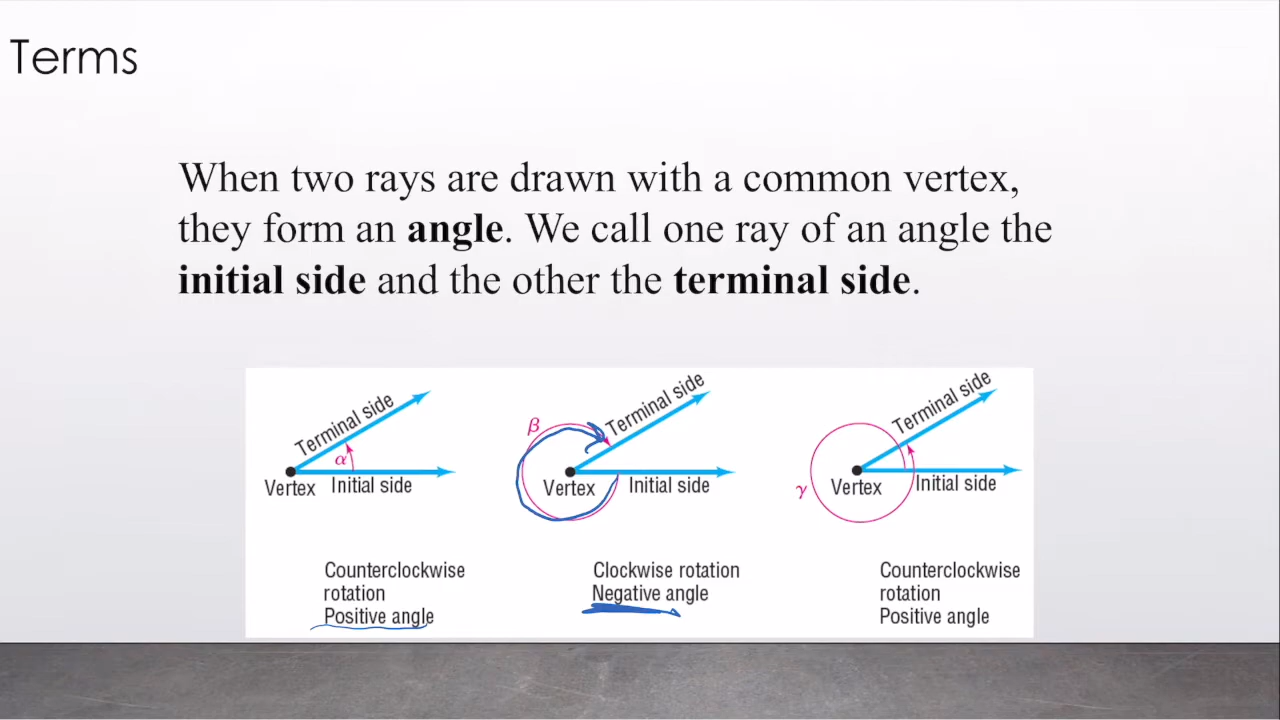 Terms
When two rays are drawn with a common vertex,
they form an angle. We call one ray of an angle the
initial side and the other the terminal side.
Terminal side
α
Vertex
Initial side
Counterclockwise
rotation
Positive angle
β
Terminal side
Vertex
Initial side
Clockwise rotation
Negative angle
Terminal side
γ
Vertex
Initial side
Counterclockwise
rotation
Positive angle